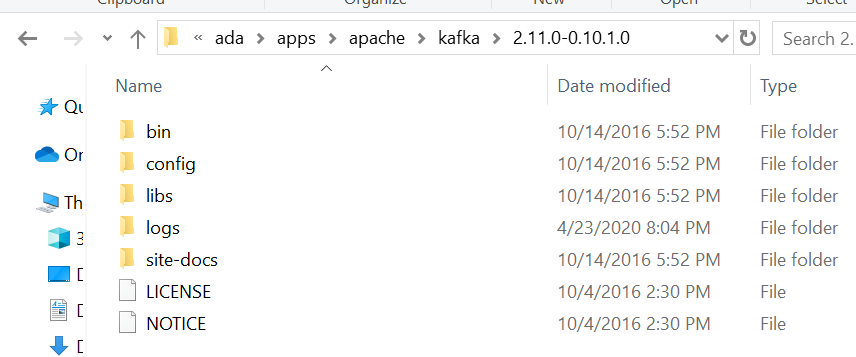 Clipboard Organize New Open Select
« ada > apps > apache > kafka > 2.11.0-0.10.1.0 Search 2.
Name Date modified Type
bin 10/14/2016 5:52 PM File folder
config 10/14/2016 5:52 PM File folder
libs 10/14/2016 5:52 PM File folder
logs 4/23/2020 8:04 PM File folder
site-docs 10/14/2016 5:52 PM File folder
LICENSE 10/4/2016 2:30 PM File
NOTICE 10/4/2016 2:30 PM File
Qu
On
Th
3
D
D
D